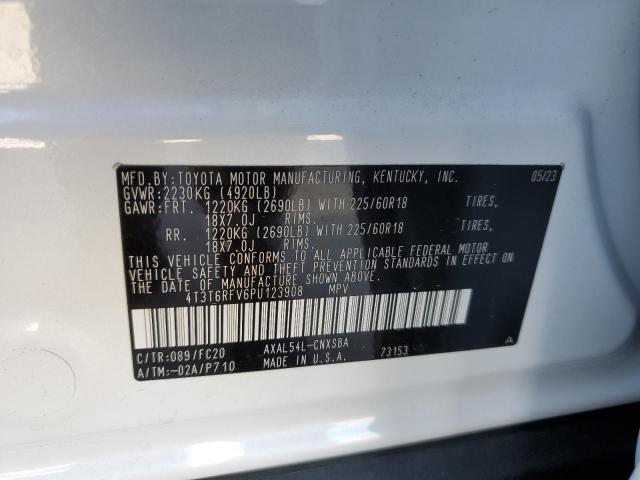 MFD. BY:TOYOTA MOTOR MANUFACTURING, KENTUCKY, INC. 05/23
GVWR:2230KG (4920LB)
GAWR:FRT. 1220KG (2690LB) WITH 225/60R18 TIRES,
18X7.0J RIMS.
RR. 1220KG (2690LB) WITH 225/60R18 TIRES,
18X7.0J RIMS.
THIS VEHICLE CONFORMS TO ALL APPLICABLE FEDERAL MOTOR
VEHICLE SAFETY AND THEFT PREVENTION STANDARDS IN EFFECT ON
THE DATE OF MANUFACTURE SHOWN ABOVE.
4T3T6RFV6PU123908 MPV
C/TR:089/FC20 AXAL54L-CNXSBA 73153 A
A/TM:-02A/P710 MADE IN U.S.A.